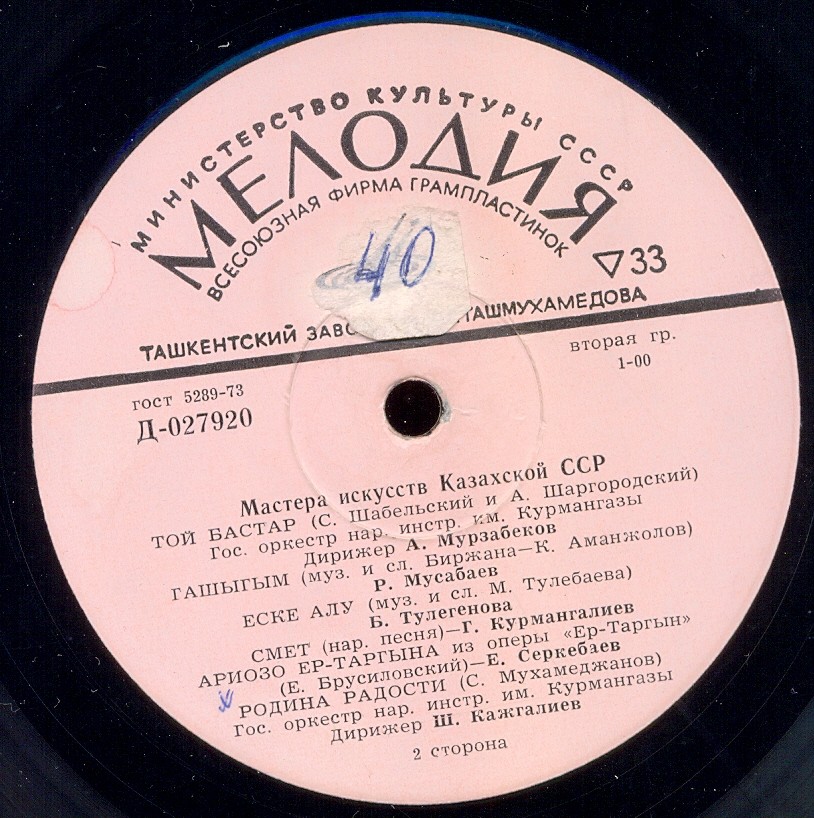 МИНИСТЕРСТВО КУЛЬТУРЫ СССР
МЕЛОДИЯ
ВСЕСОЮЗНАЯ ФИРМА ГРАМПЛАСТИНОК
40
▽33
ТАШКЕНТСКИЙ ЗАВО ТАШМУХАМЕДОВА
гост 5289-73
Д-027920
вторая гр.
1-00
Мастера искусств Казахской ССР
ТОЙ БАСТАР (С. Шабельский и А. Шаргородский)
Гос. оркестр нар. инстр. им. Курмангазы
Дирижер А. Мурзабеков
ГАШЫГЫМ (муз. и сл. Биржана—К. Аманжолов)
Р. Мусабаев
ЕСКЕ АЛУ (муз. и сл. М. Тулебаева)
Б. Тулегенова
СМЕТ (нар. песня)—Г. Курмангалиев
АРИОЗО ЕР-ТАРГЫНА из оперы «Ер-Таргын»
(Е. Брусиловский)—Е. Серкебаев
РОДИНА РАДОСТИ (С. Мухамеджанов)
Гос. оркестр нар. инстр. им. Курмангазы
Дирижер Ш. Кажгалиев
2 сторона